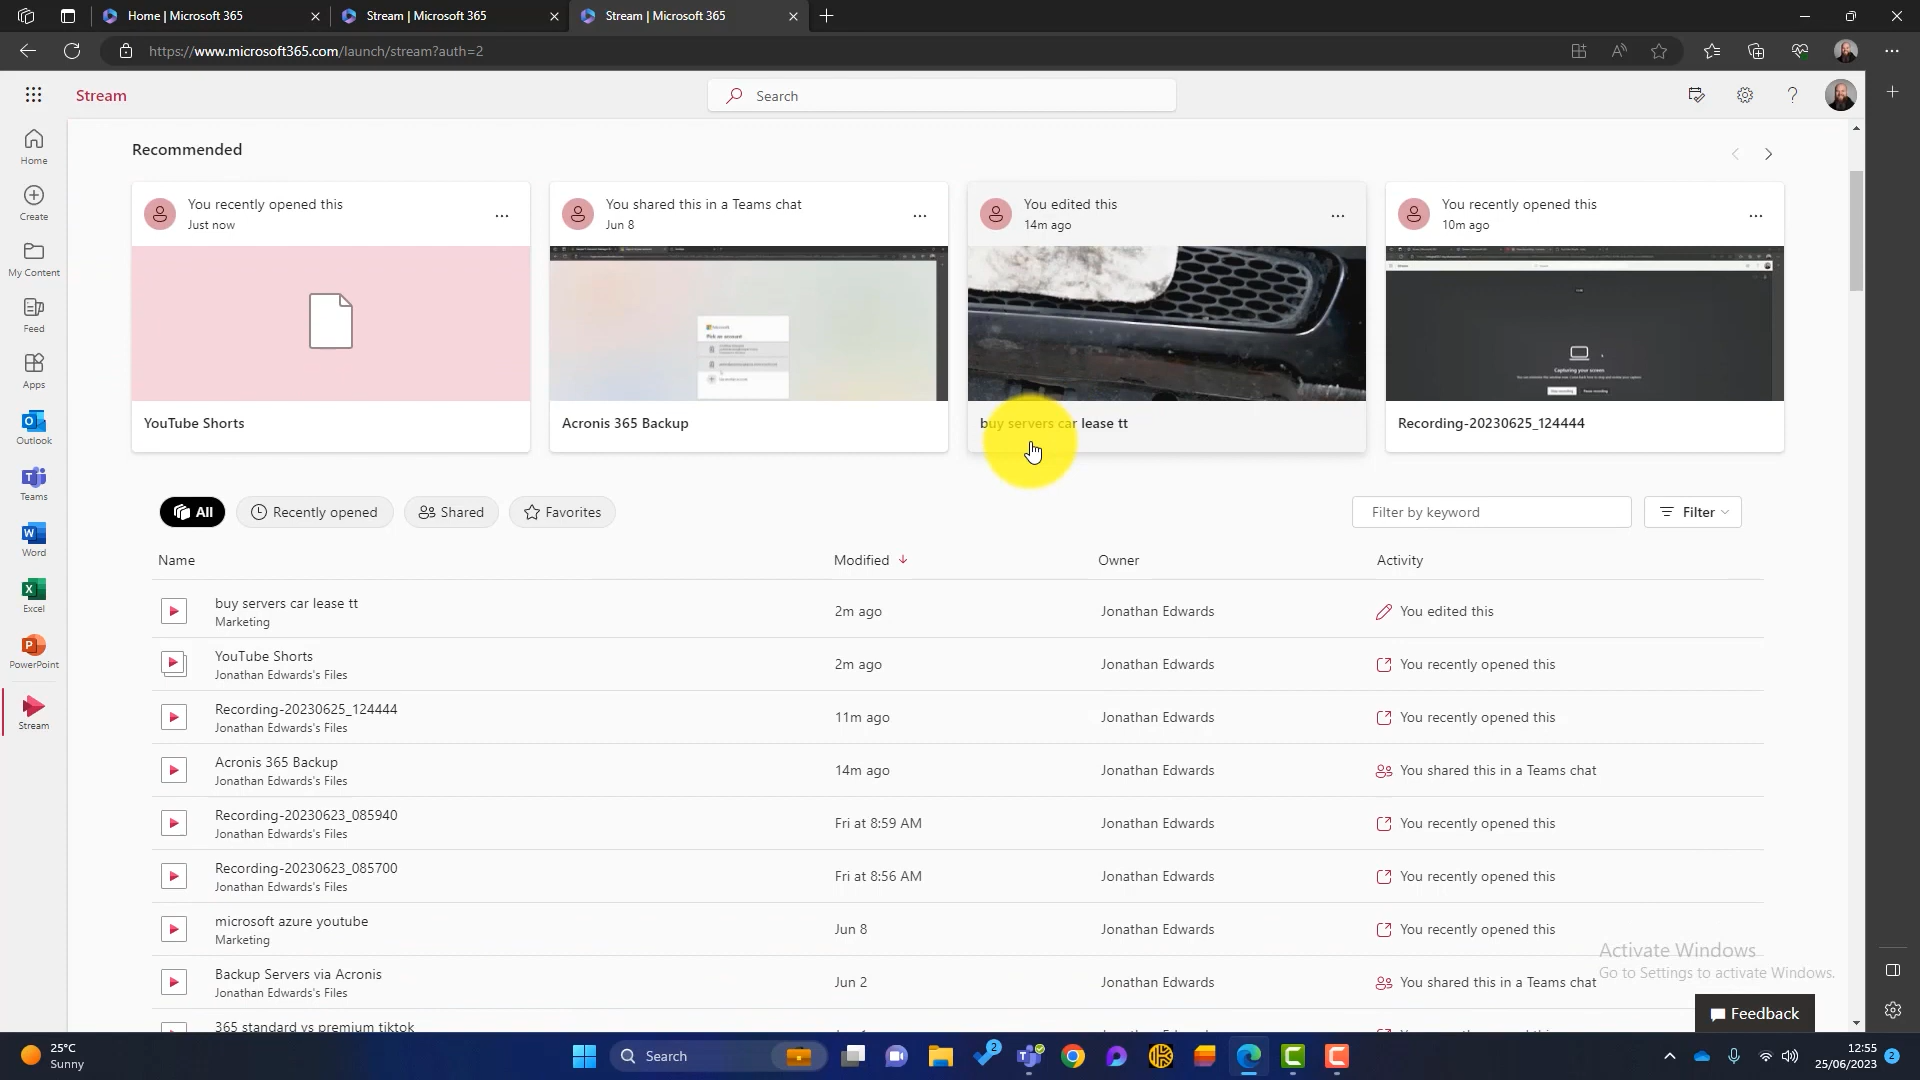 Home | Microsoft 365
Stream | Microsoft 365
Stream | Microsoft 365
https://www.microsoft365.com/launch/stream?auth=2
Stream
Search
Home
Create
My Content
Feed
Apps
Outlook
Teams
Word
Excel
PowerPoint
Stream
Recommended
You recently opened this
Just now
YouTube Shorts
You shared this in a Teams chat
Jun 8
Microsoft
Pick an account
Acronis 365 Backup
You edited this
14m ago
buy servers car lease tt
You recently opened this
10m ago
Capturing your screen
Recording-20230625_124444
All
Recently opened
Shared
Favorites
Filter by keyword
Filter
Name Modified Owner Activity
buy servers car lease tt
Marketing
2m ago
Jonathan Edwards
You edited this
YouTube Shorts
Jonathan Edwards's Files
2m ago
Jonathan Edwards
You recently opened this
Recording-20230625_124444
Jonathan Edwards's Files
11m ago
Jonathan Edwards
You recently opened this
Acronis 365 Backup
Jonathan Edwards's Files
14m ago
Jonathan Edwards
You shared this in a Teams chat
Recording-20230623_085940
Jonathan Edwards's Files
Fri at 8:59 AM
Jonathan Edwards
You recently opened this
Recording-20230623_085700
Jonathan Edwards's Files
Fri at 8:56 AM
Jonathan Edwards
You recently opened this
microsoft azure youtube
Marketing
Jun 8
Jonathan Edwards
You recently opened this
Backup Servers via Acronis
Jonathan Edwards's Files
Jun 2
Jonathan Edwards
You shared this in a Teams chat
365 standard vs premium tiktok
Activate Windows
Go to Settings to activate Windows.
Feedback
25°C
Sunny
Search
2
12:55
25/06/2023
2